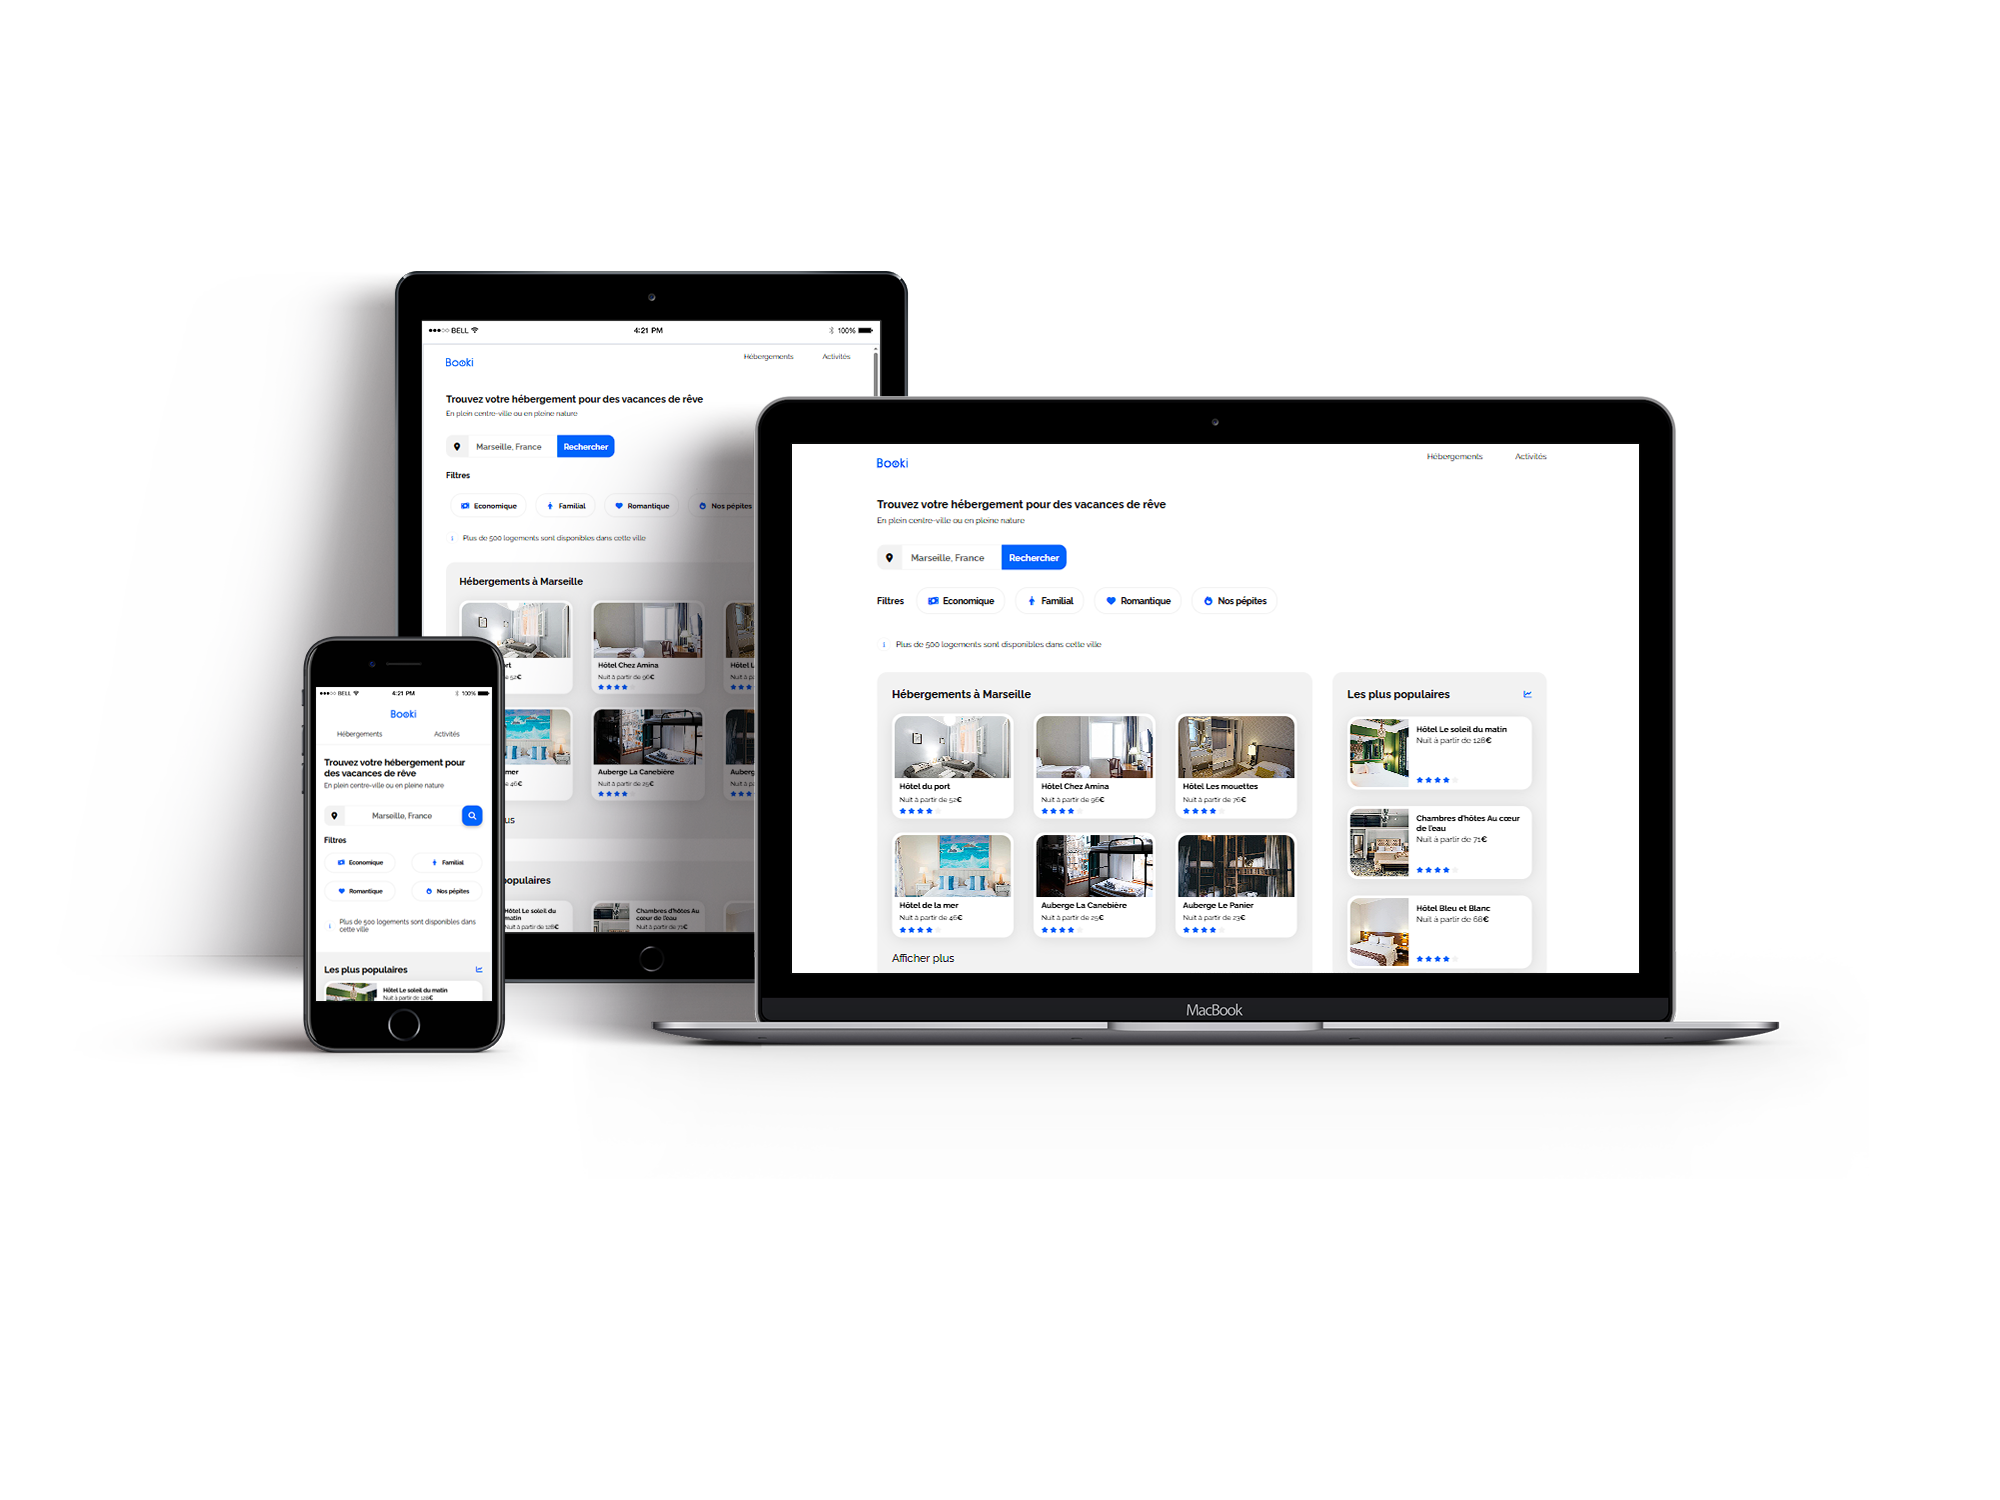 BELL
4:21 PM
100%
Booki
Hébergements
Activités
Trouvez votre hébergement pour des vacances de rêve
En plein centre-ville ou en pleine nature
Marseille, France
Rechercher
Filtres
Economique
Familial
Romantique
Nos pépites
Plus de 500 logements sont disponibles dans cette ville
Hébergements à Marseille
rt
e 52€
Hôtel Chez Amina
Nuit à partir de 96€
Hôtel L
Nuit à pa
mer
e 46€
Auberge La Canebière
Nuit à partir de 25€
Auberg
Nuit à pa
us
opulaires
Hôtel Le soleil du
matin
Nuit à partir de 128€
Chambres d'hôtes Au
cœur de l'eau
Nuit à partir de 71€
BELL
4:21 PM
100%
Booki
Hébergements
Activités
Trouvez votre hébergement pour
des vacances de rêve
En plein centre-ville ou en pleine nature
Marseille, France
Filtres
Economique
Familial
Romantique
Nos pépites
Plus de 500 logements sont disponibles dans
cette ville
Les plus populaires
Hôtel Le soleil du matin
Nuit à partir de 128€
Booki
Hébergements
Activités
Trouvez votre hébergement pour des vacances de rêve
En plein centre-ville ou en pleine nature
Marseille, France
Rechercher
Filtres
Economique
Familial
Romantique
Nos pépites
Plus de 500 logements sont disponibles dans cette ville
Hébergements à Marseille
Hôtel du port
Nuit à partir de 52€
Hôtel Chez Amina
Nuit à partir de 96€
Hôtel Les mouettes
Nuit à partir de 76€
Hôtel de la mer
Nuit à partir de 46€
Auberge La Canebière
Nuit à partir de 25€
Auberge Le Panier
Nuit à partir de 23€
Afficher plus
Les plus populaires
Hôtel Le soleil du matin
Nuit à partir de 128€
Chambres d'hôtes Au cœur
de l'eau
Nuit à partir de 71€
Hôtel Bleu et Blanc
Nuit à partir de 68€
MacBook